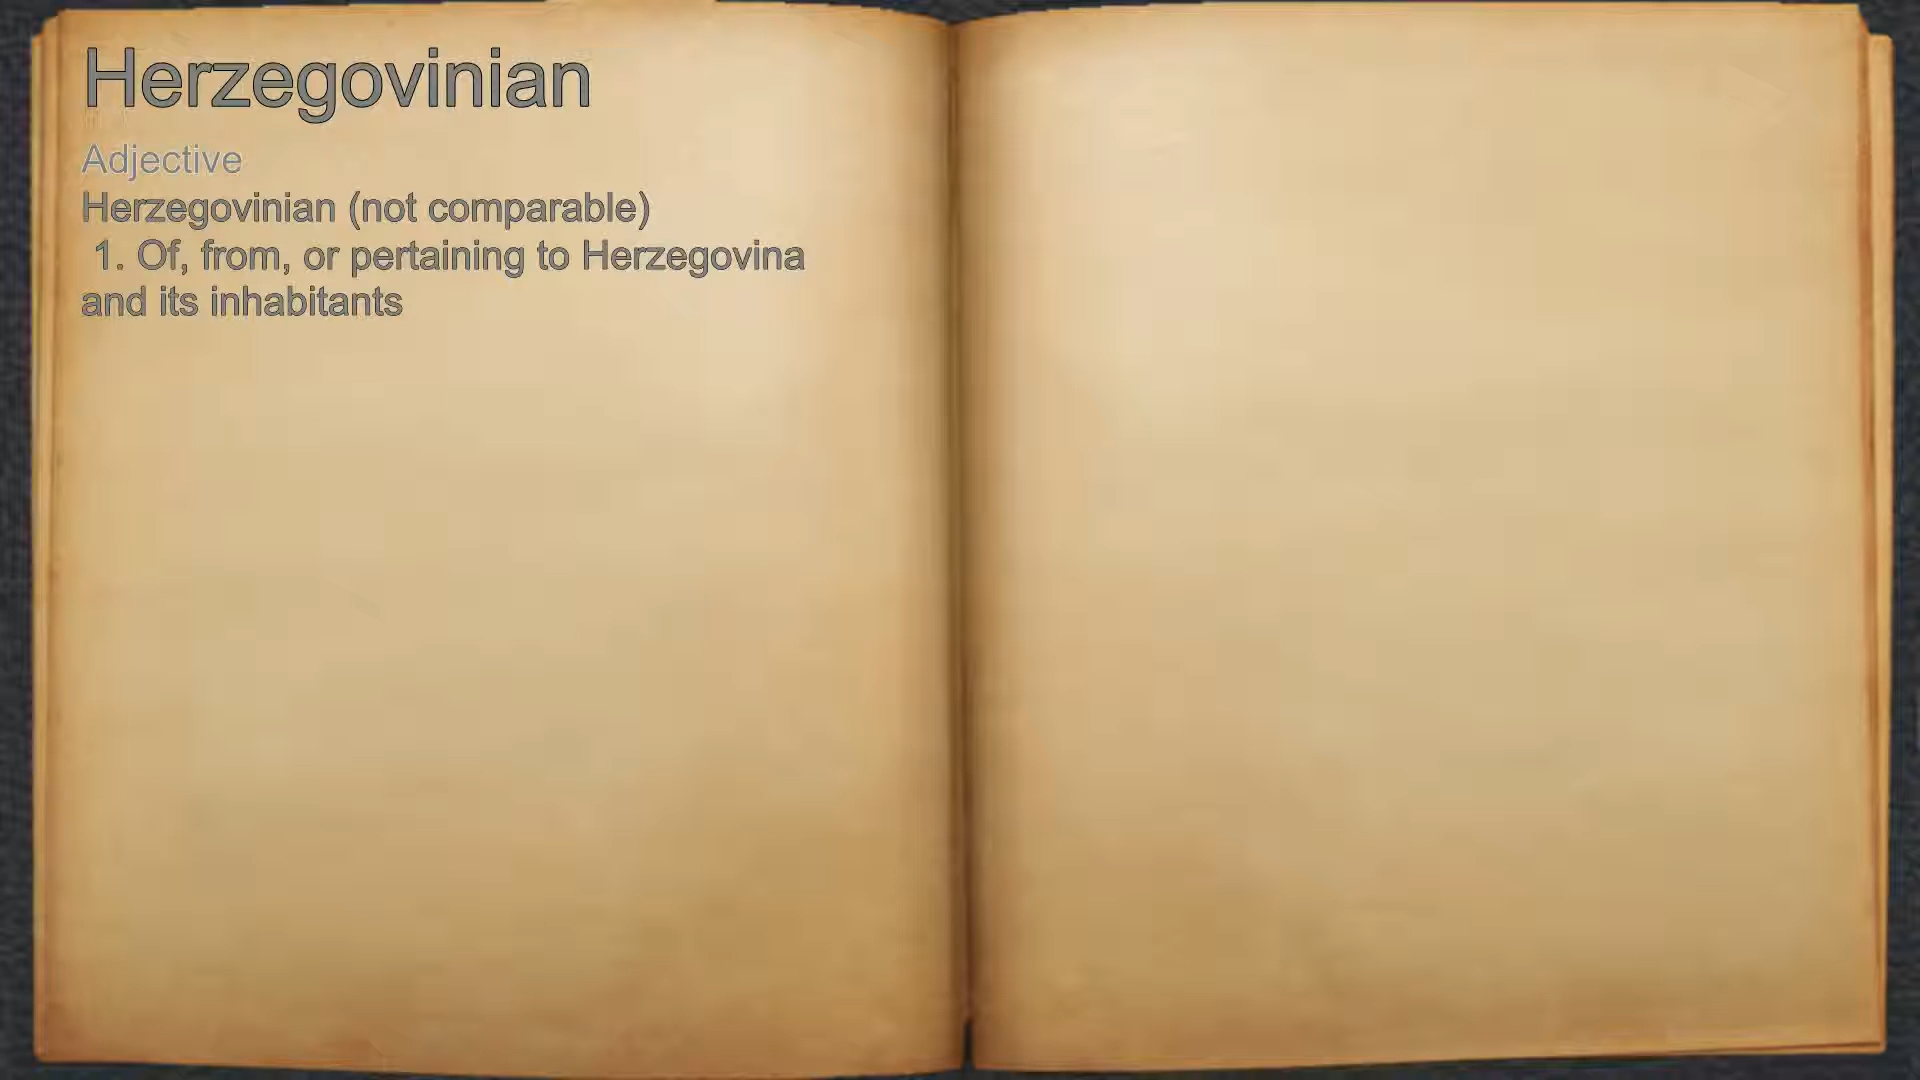 Herzegovinian
Adjective
Herzegovinian (not comparable)
1. Of, from, or pertaining to Herzegovina
and its inhabitants